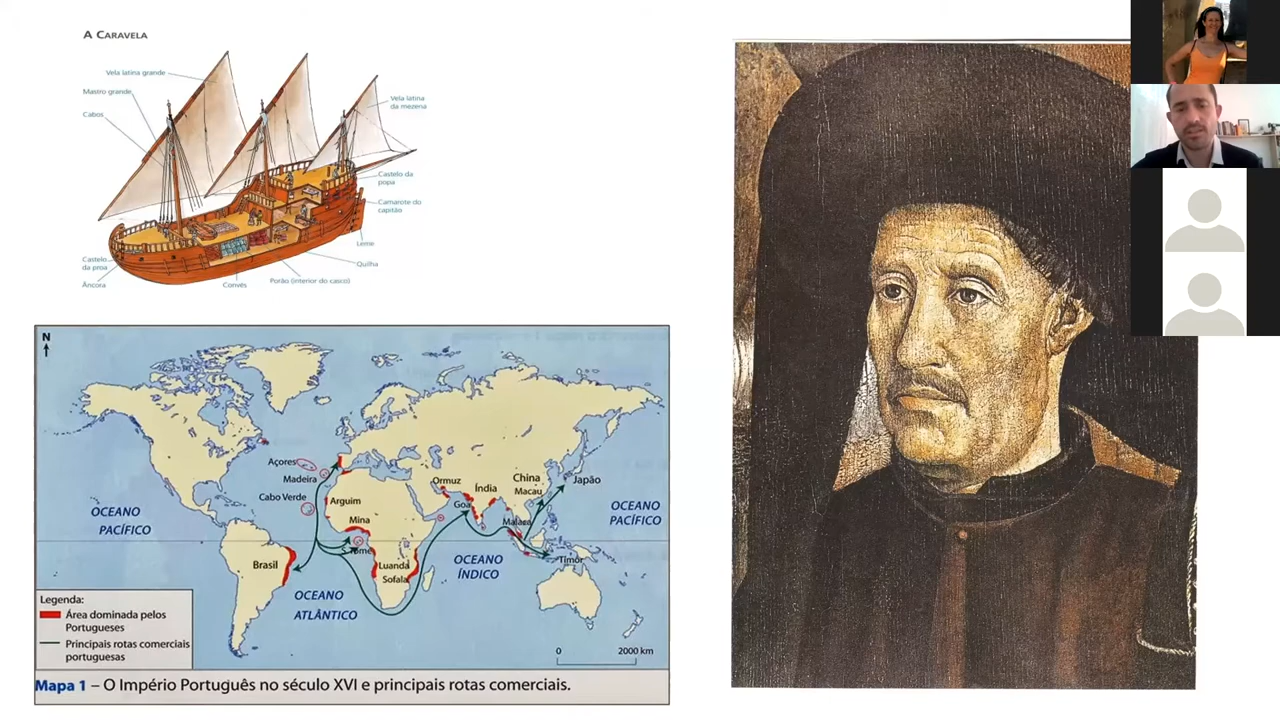 A CARAVELA
Vela latina grande
Mastro grande
Cabos
Vela latina
da mezena
Castelo da
popa
Camarote do
capitão
Leme
Quilha
Castelo
da proa
Âncora
Convés
Porão (interior do casco)
N
Açores
Madeira
Cabo Verde
Arguim
Mina
Tomé
Luanda
Sofala
Brasil
Ormuz
Goa
Índia
China
Macau
Japão
Malaca
Timor
OCEANO
PACÍFICO
OCEANO
PACÍFICO
OCEANO
ÍNDICO
OCEANO
ATLÂNTICO
Legenda:
Área dominada pelos
Portugueses
Principais rotas comerciais
portuguesas
0 2000 km
Mapa 1 – O Império Português no século XVI e principais rotas comerciais.